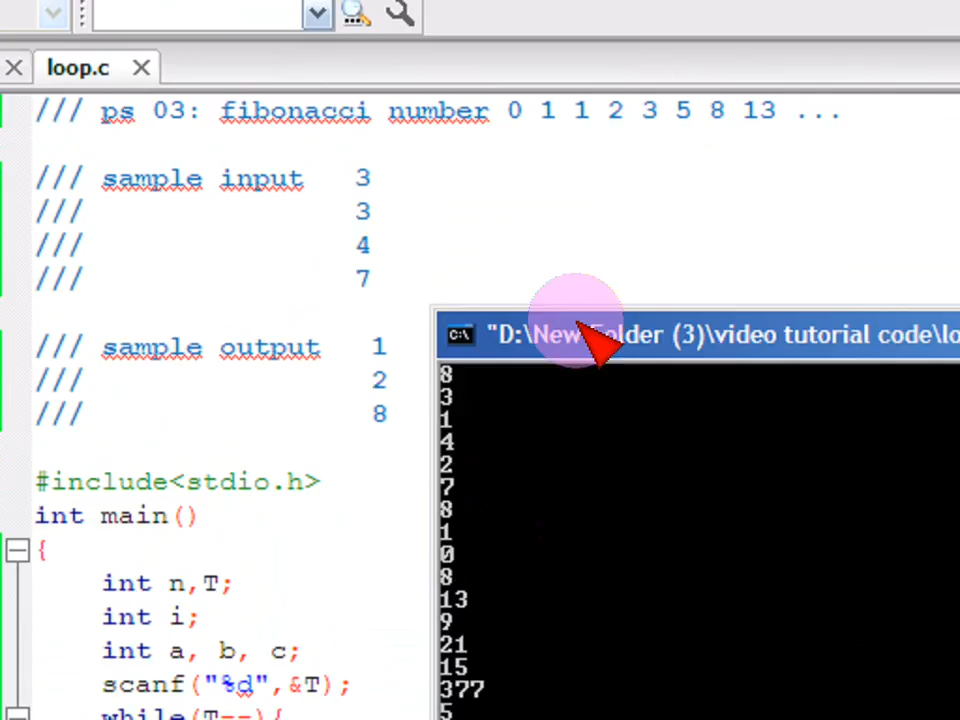 loop.c
/// ps 03: fibonacci number 0 1 1 2 3 5 8 13 ...
/// sample input 3
/// 3
/// 4
/// 7
/// sample output 1
/// 2
/// 8
#include<stdio.h>
int main()
{
int n,T;
int i;
int a, b, c;
scanf("%d",&T);
while(T--){
"D:\New Folder (3)\video tutorial code\lo
8
3
1
4
2
7
8
1
0
8
13
9
21
15
377
5